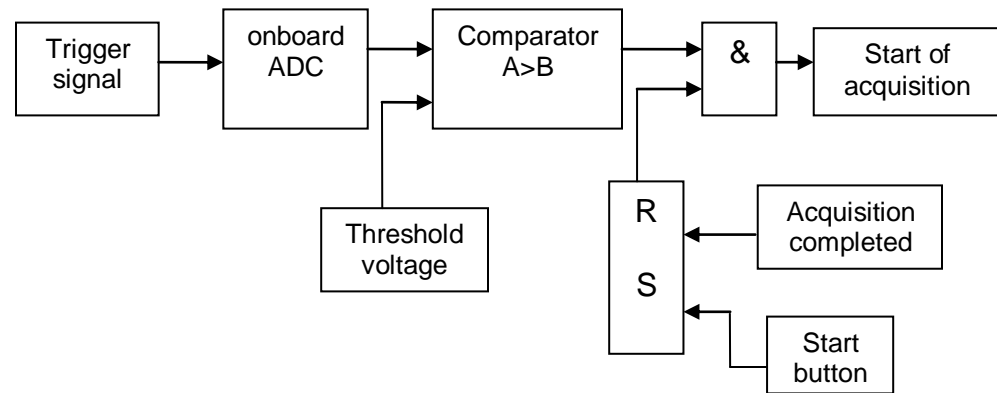 Trigger
signal
onboard
ADC
Comparator
A>B
&
Start of
acquisition
Threshold
voltage
R
S
Acquisition
completed
Start
button